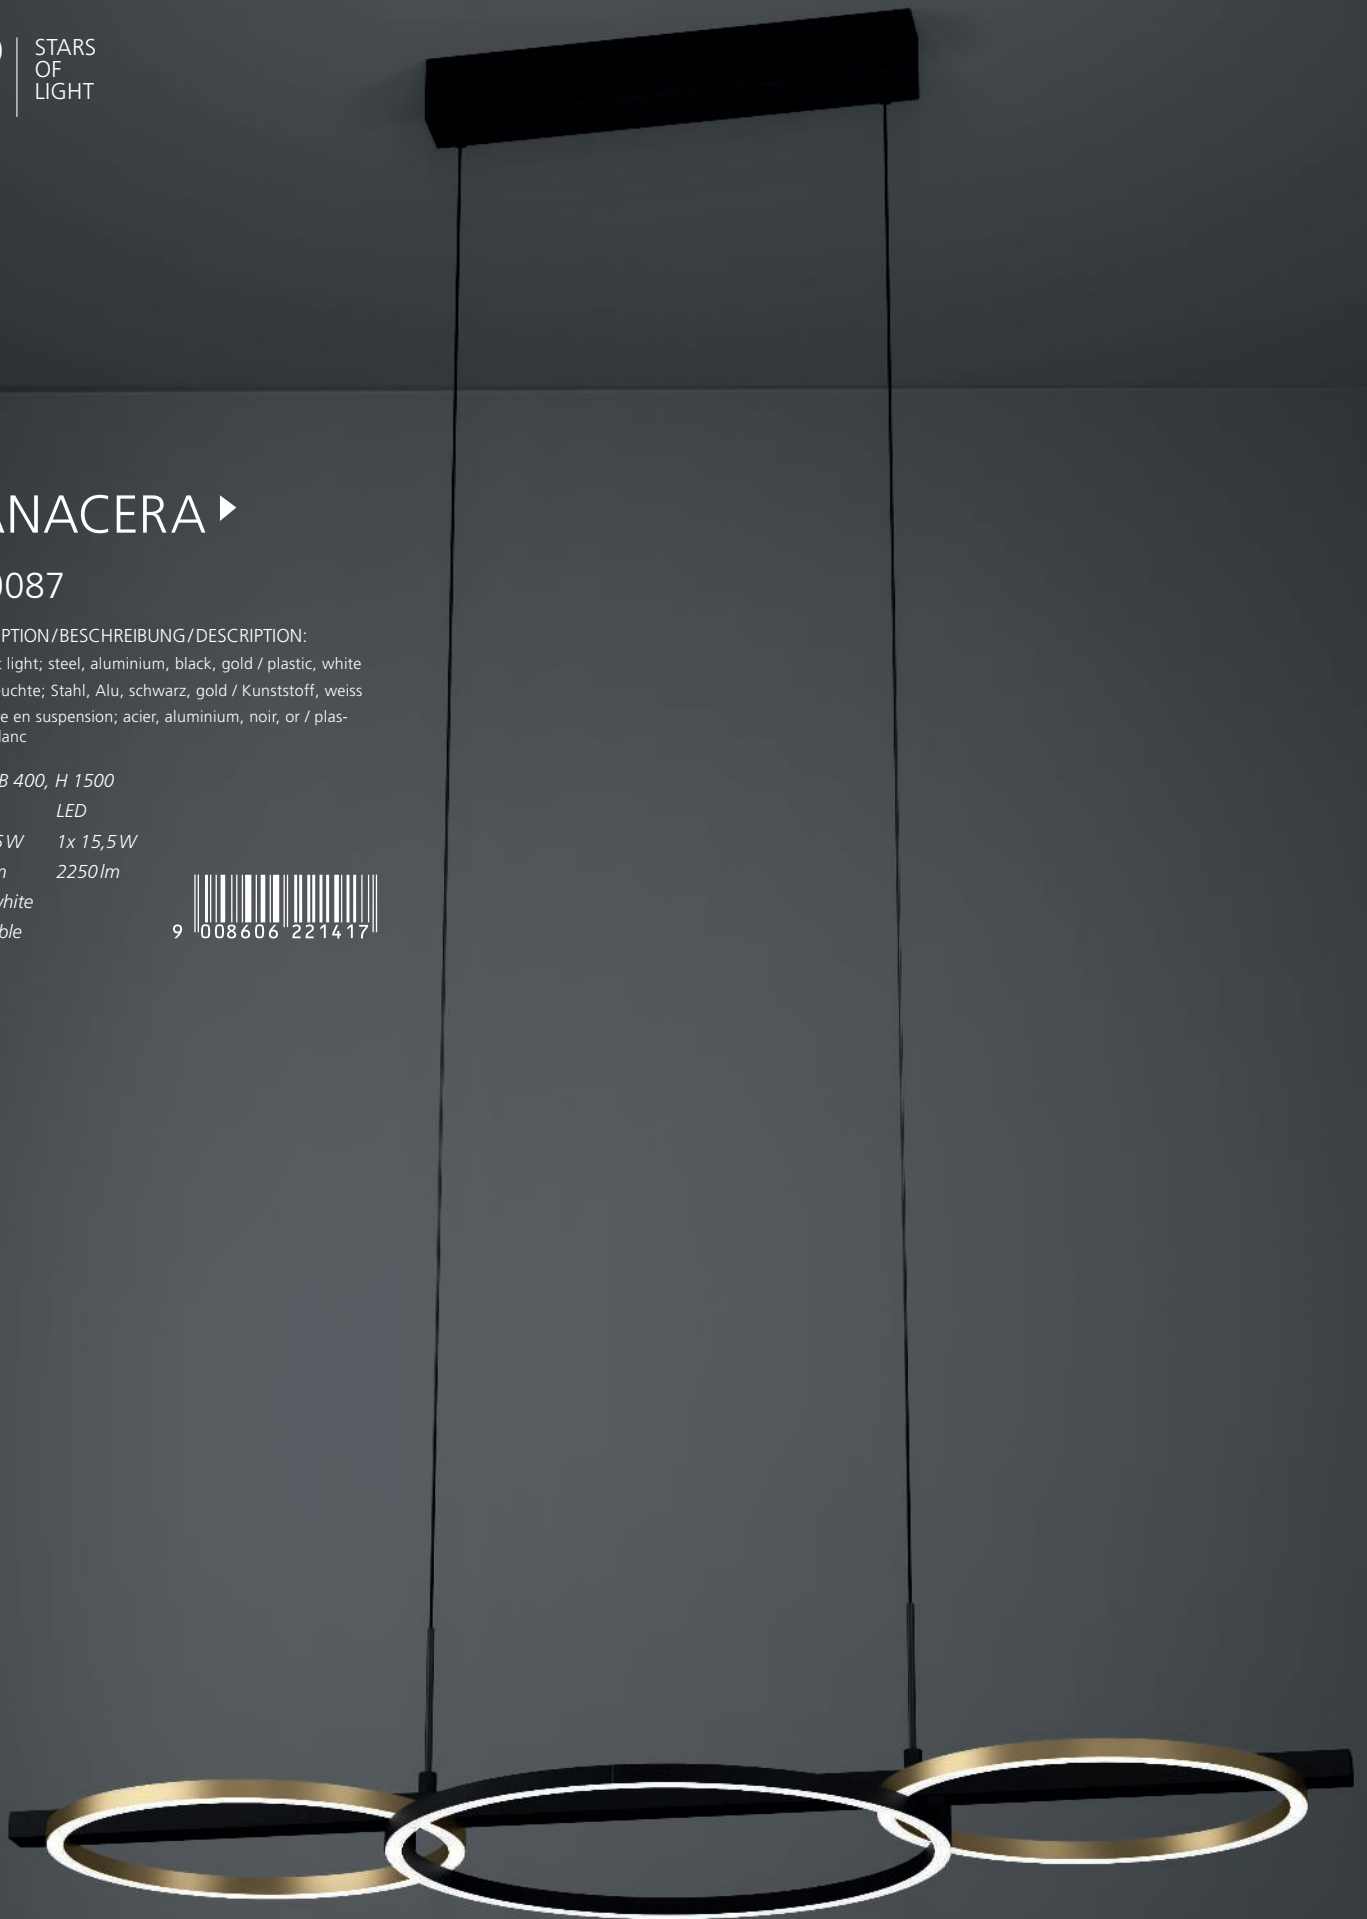 STARS
OF
LIGHT
ANACERA
0087
PTION/BESCHREIBUNG/DESCRIPTION:
t light; steel, aluminium, black, gold / plastic, white
uchte; Stahl, Alu, schwarz, gold / Kunststoff, weiss
e en suspension; acier, aluminium, noir, or / plas-
lanc
B 400, H 1500
LED
5W 1x 15,5W
m 2250lm
white
ble
9 008606 221417